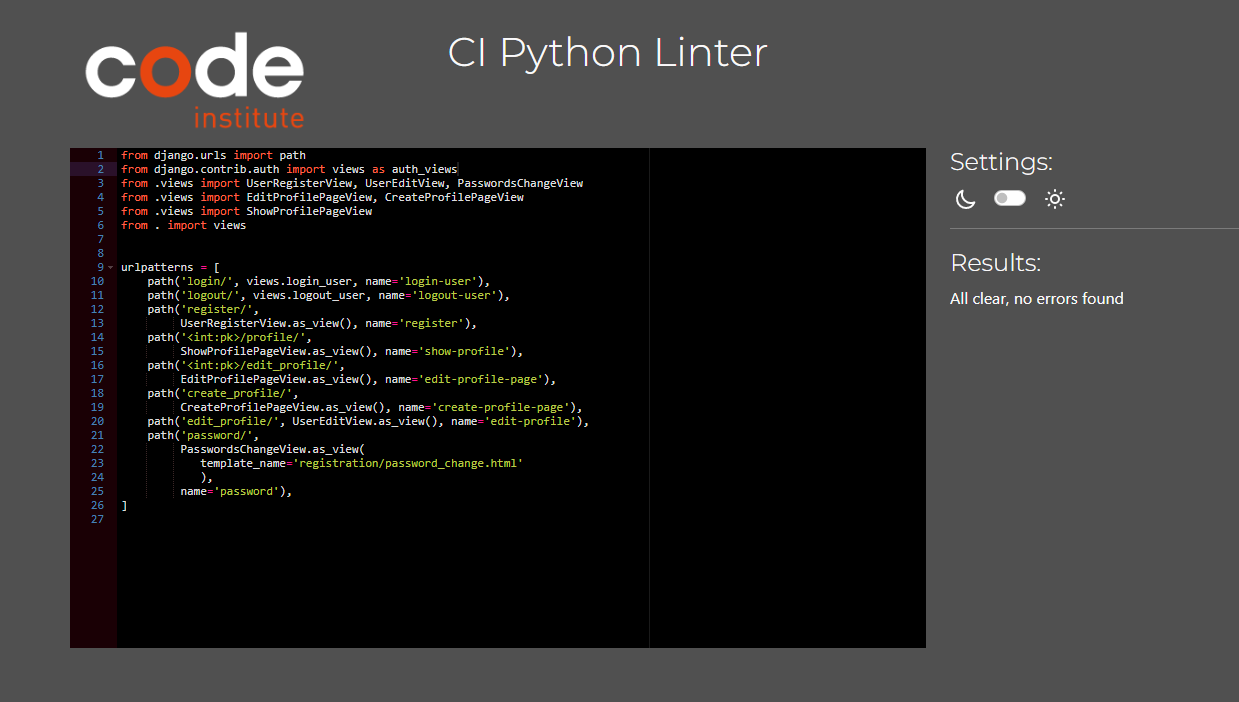 code
institute
CI Python Linter
1 from django.urls import path
2 from django.contrib.auth import views as auth_views
3 from .views import UserRegisterView, UserEditView, PasswordsChangeView
4 from .views import EditProfilePageView, CreateProfilePageView
5 from .views import ShowProfilePageView
6 from . import views
7
8
9 urlpatterns = [
10     path('login/', views.login_user, name='login-user'),
11     path('logout/', views.logout_user, name='logout-user'),
12     path('register/',
13          UserRegisterView.as_view(), name='register'),
14     path('<int:pk>/profile/',
15          ShowProfilePageView.as_view(), name='show-profile'),
16     path('<int:pk>/edit_profile/',
17          EditProfilePageView.as_view(), name='edit-profile-page'),
18     path('create_profile/',
19          CreateProfilePageView.as_view(), name='create-profile-page'),
20     path('edit_profile/', UserEditView.as_view(), name='edit-profile'),
21     path('password/',
22          PasswordsChangeView.as_view(
23             template_name='registration/password_change.html'
24             ),
25          name='password'),
26 ]
27
Settings:
Results:
All clear, no errors found